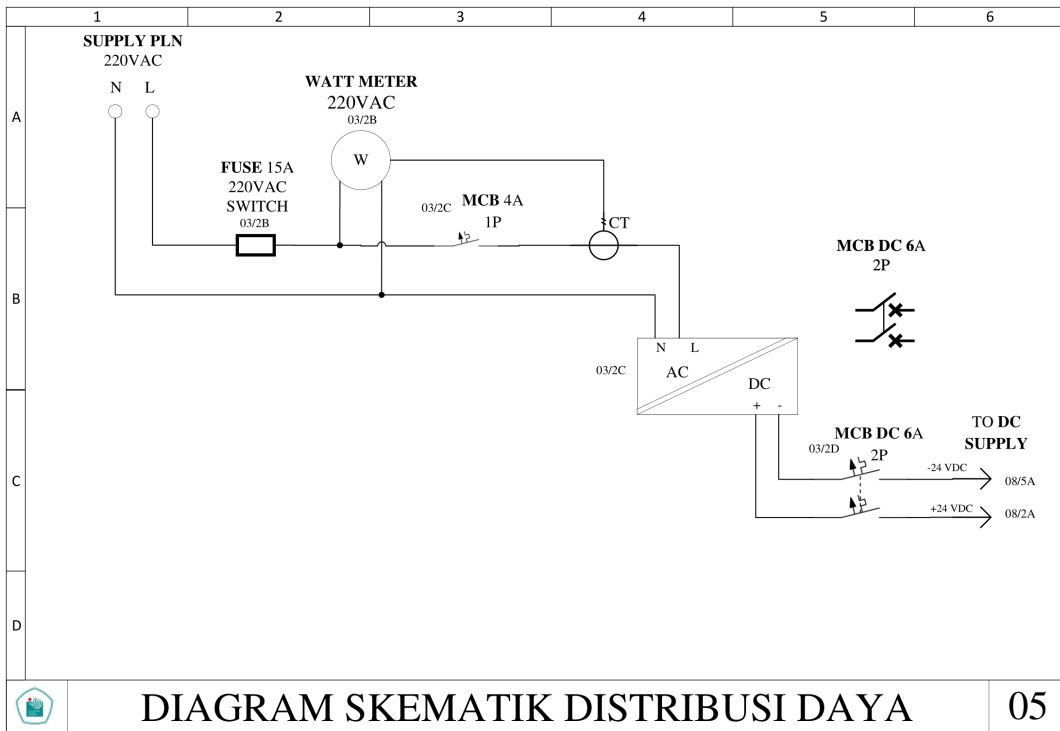 1 2 3 4 5 6
SUPPLY PLN
220VAC
N L
A
WATT METER
220VAC
03/2B
W
FUSE 15A
220VAC
SWITCH
03/2B
03/2C
MCB 4A
1P
CT
B
MCB DC 6A
2P
03/2C
N L
AC
DC
+ -
C
03/2D
MCB DC 6A
2P
TO DC
SUPPLY
-24 VDC
08/5A
+24 VDC
08/2A
D
DIAGRAM SKEMATIK DISTRIBUSI DAYA
05